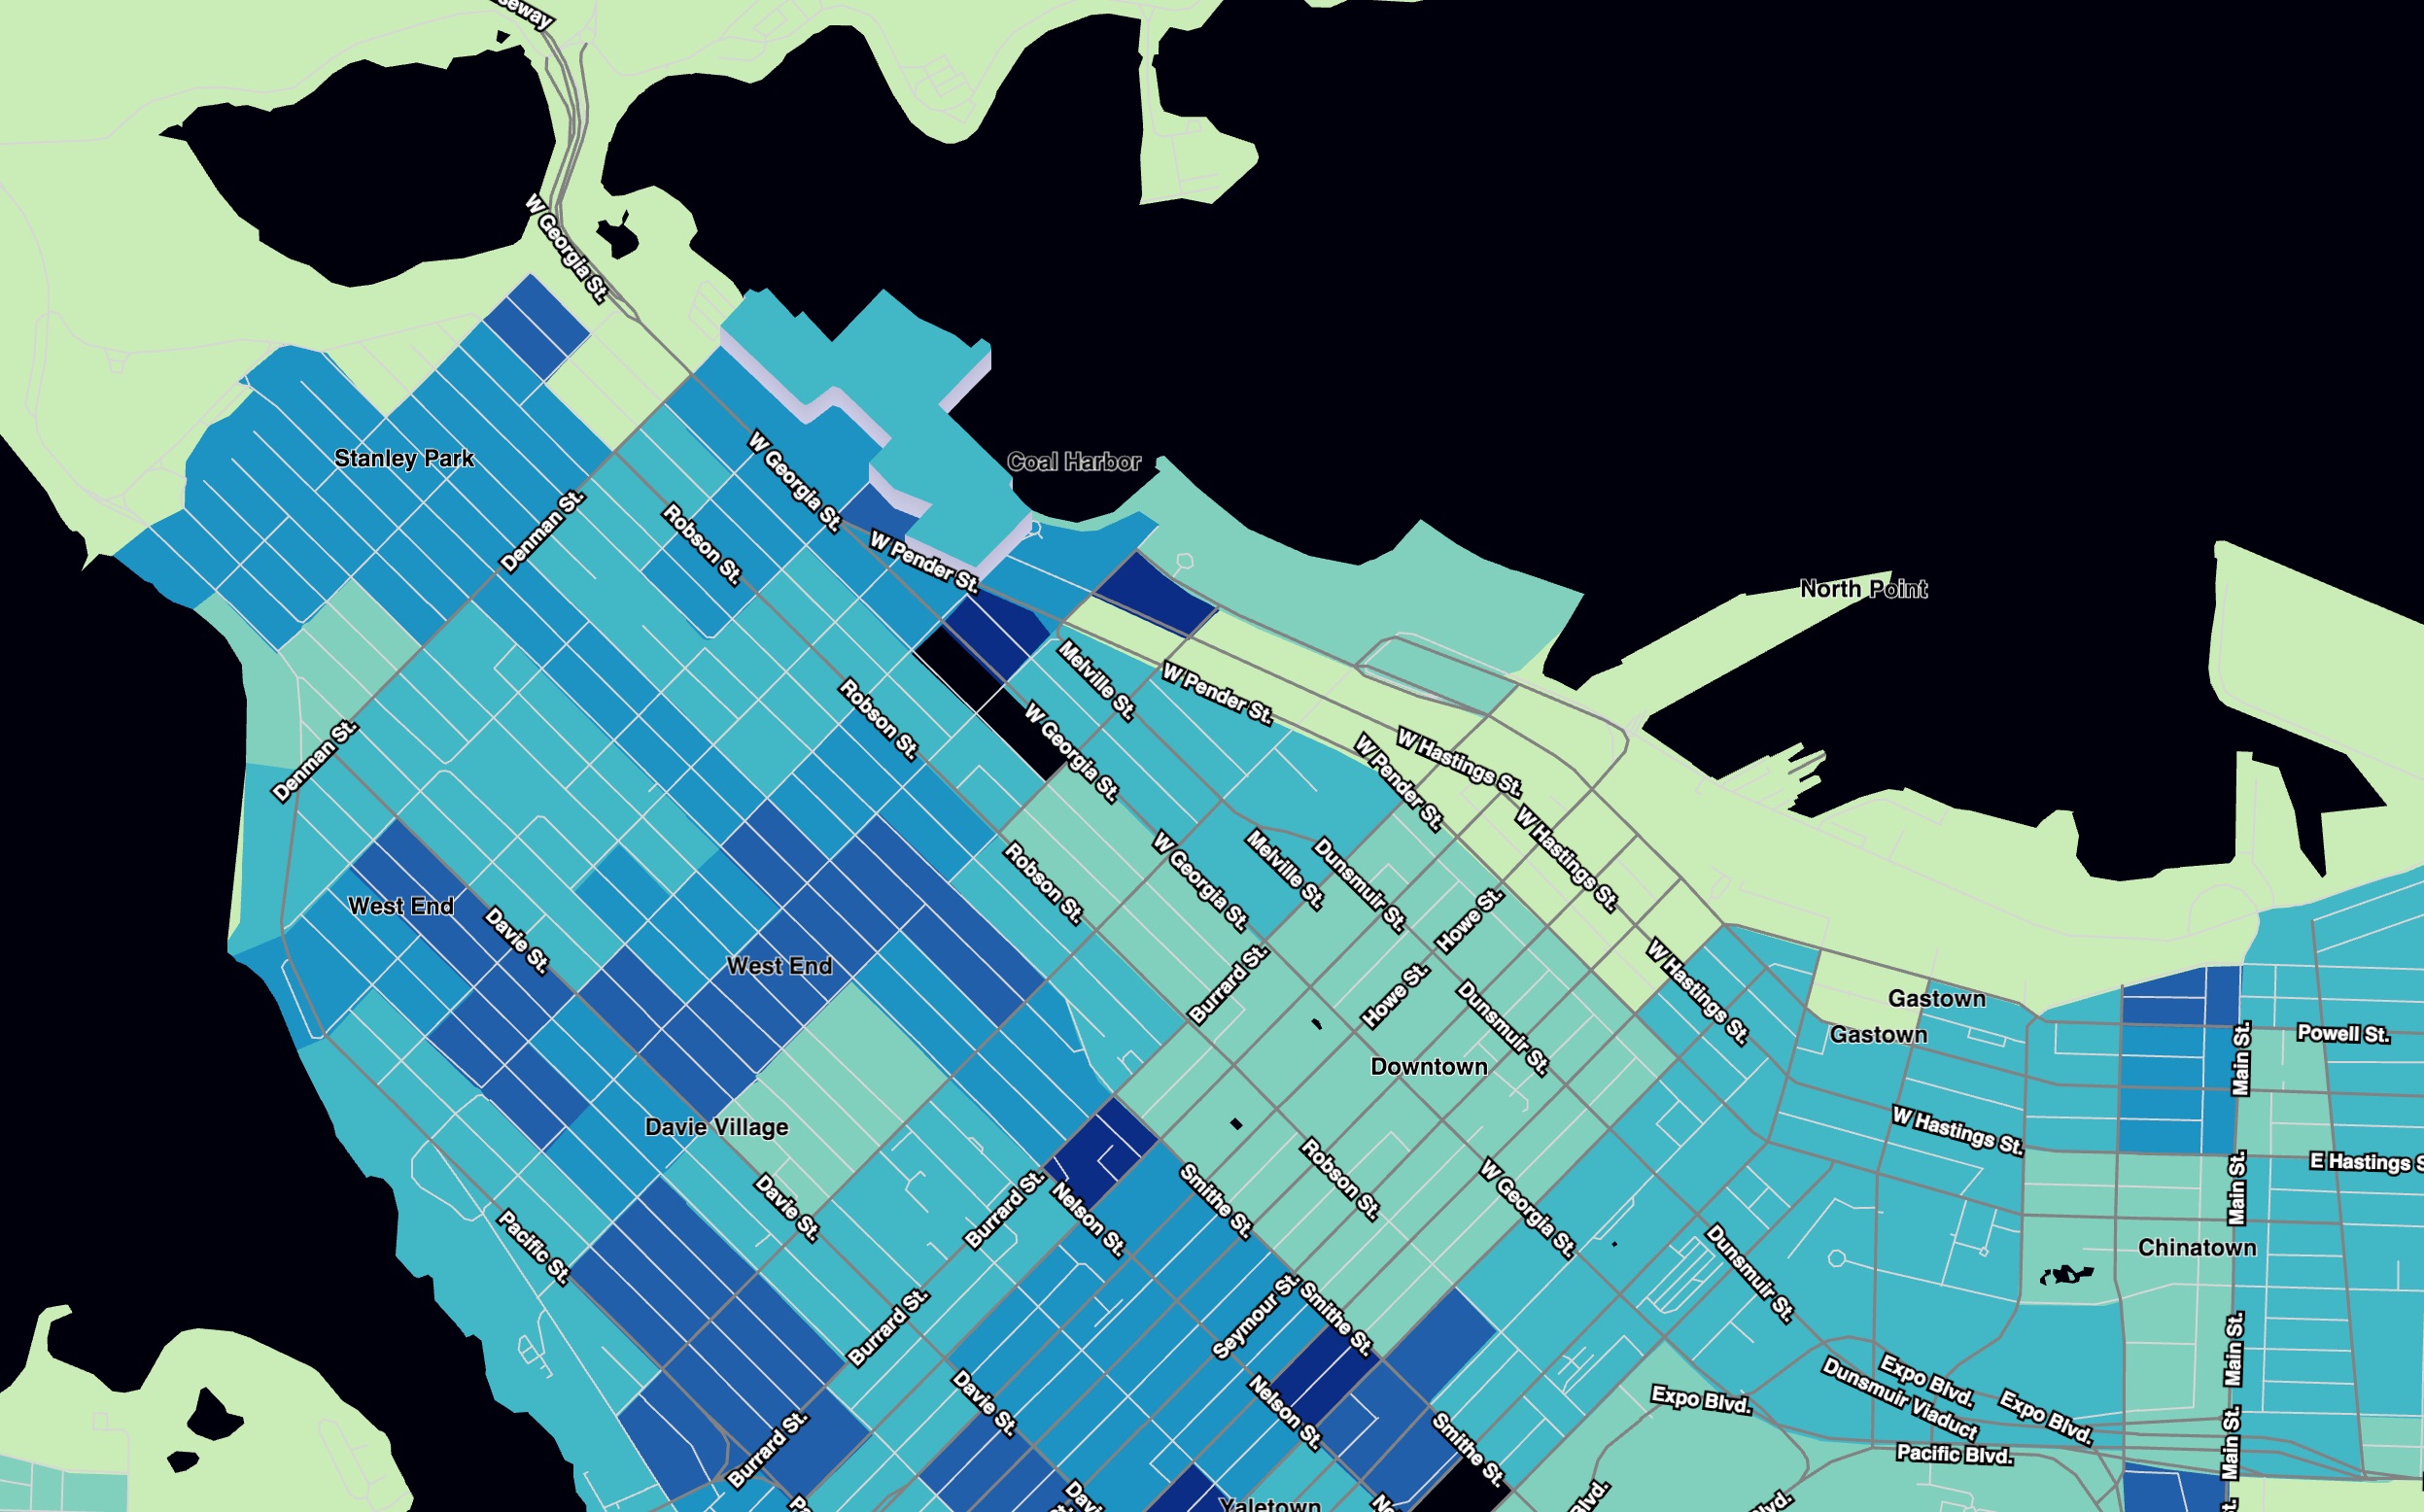 W Georgia St.
Stanley Park
Coal Harbor
W Georgia St.
Denman St.
Robson St.
W Pender St.
North Point
Melville St.
W Pender St.
Robson St.
W Georgia St.
Denman St.
W Hastings St.
W Pender St.
W Hastings St.
Robson St.
W Georgia St.
Melville St.
Dunsmuir St.
Howe St.
West End
Davie St.
West End
Burrard St.
Howe St.
Dunsmuir St.
W Hastings St.
Gastown
Gastown
Powell St.
Main St.
Downtown
Davie Village
W Hastings St.
E Hastings S
Davie St.
Burrard St.
Nelson St.
Smithe St.
Robson St.
W Georgia St.
Main St.
Pacific St.
Chinatown
Dunsmuir St.
Burrard St.
Seymour St.
Smithe St.
Main St.
Davie St.
Nelson St.
Expo Blvd.
Expo Blvd.
Dunsmuir Viaduct
Expo Blvd.
Burrard St.
Smithe St.
Pacific Blvd.
Main St.
Yaletown